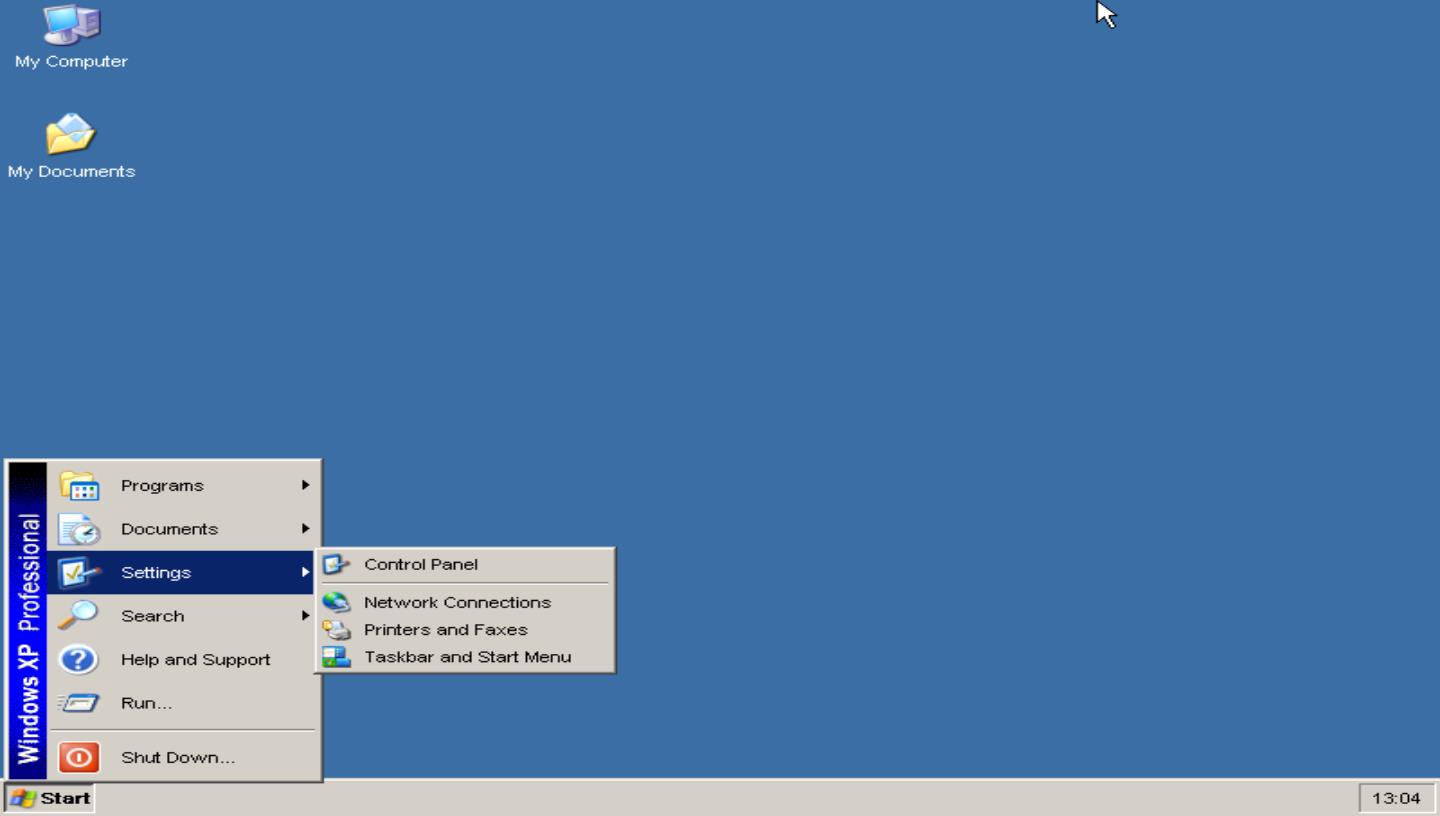 My Computer
My Documents
Windows XP Professional
Programs
Documents
Settings
Search
Help and Support
Run...
Shut Down...
Control Panel
Network Connections
Printers and Faxes
Taskbar and Start Menu
Start
13:04